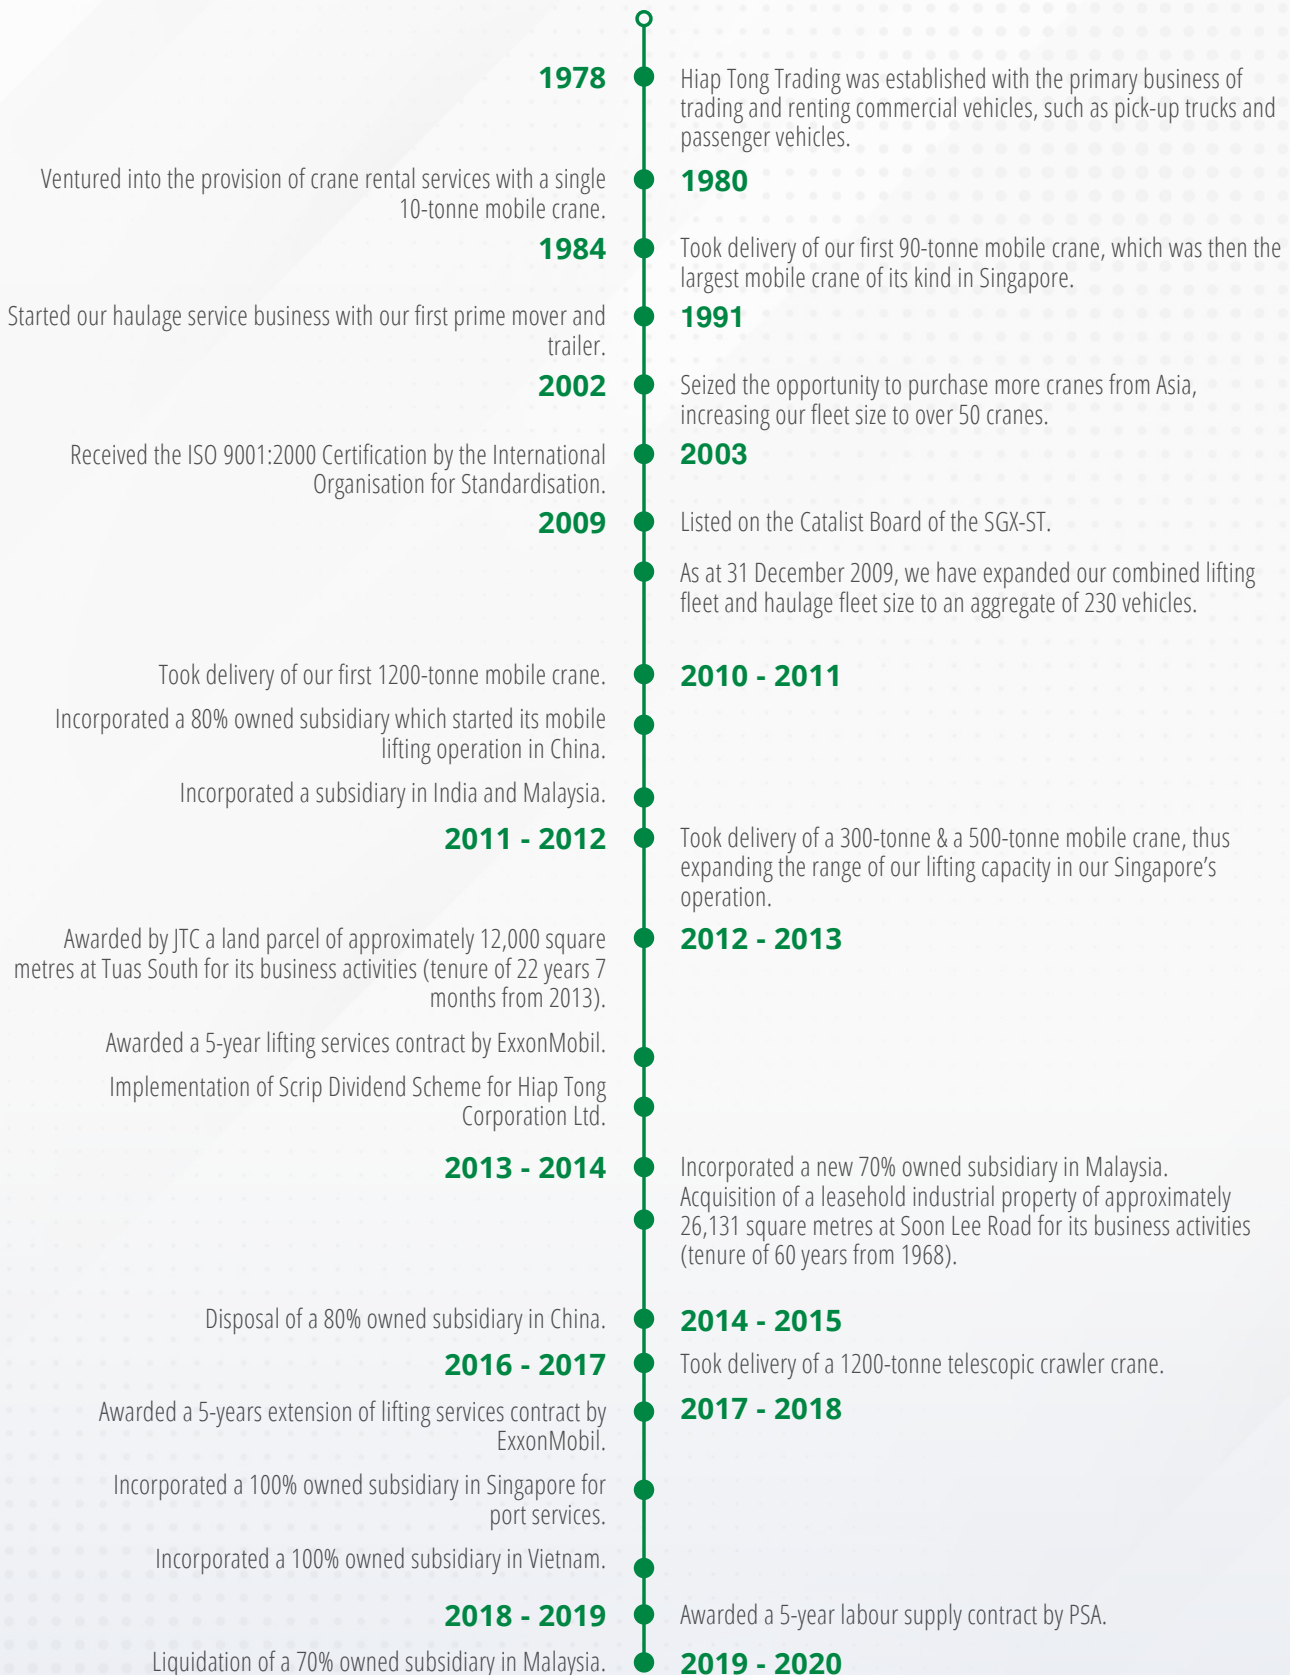 1978
Hiap Tong Trading was established with the primary business of
trading and renting commercial vehicles, such as pick-up trucks and
passenger vehicles.
1980
Ventured into the provision of crane rental services with a single
10-tonne mobile crane.
1984
Took delivery of our first 90-tonne mobile crane, which was then the
largest mobile crane of its kind in Singapore.
1991
Started our haulage service business with our first prime mover and
trailer.
2002
Seized the opportunity to purchase more cranes from Asia,
increasing our fleet size to over 50 cranes.
2003
Received the ISO 9001:2000 Certification by the International
Organisation for Standardisation.
2009
Listed on the Catalist Board of the SGX-ST.
As at 31 December 2009, we have expanded our combined lifting
fleet and haulage fleet size to an aggregate of 230 vehicles.
2010 - 2011
Took delivery of our first 1200-tonne mobile crane.
Incorporated a 80% owned subsidiary which started its mobile
lifting operation in China.
Incorporated a subsidiary in India and Malaysia.
2011 - 2012
Took delivery of a 300-tonne & a 500-tonne mobile crane, thus
expanding the range of our lifting capacity in our Singapore’s
operation.
2012 - 2013
Awarded by JTC a land parcel of approximately 12,000 square
metres at Tuas South for its business activities (tenure of 22 years 7
months from 2013).
Awarded a 5-year lifting services contract by ExxonMobil.
Implementation of Scrip Dividend Scheme for Hiap Tong
Corporation Ltd.
2013 - 2014
Incorporated a new 70% owned subsidiary in Malaysia.
Acquisition of a leasehold industrial property of approximately
26,131 square metres at Soon Lee Road for its business activities
(tenure of 60 years from 1968).
2014 - 2015
Disposal of a 80% owned subsidiary in China.
2016 - 2017
Took delivery of a 1200-tonne telescopic crawler crane.
2017 - 2018
Awarded a 5-years extension of lifting services contract by
ExxonMobil.
Incorporated a 100% owned subsidiary in Singapore for
port services.
Incorporated a 100% owned subsidiary in Vietnam.
2018 - 2019
Awarded a 5-year labour supply contract by PSA.
2019 - 2020
Liquidation of a 70% owned subsidiary in Malaysia.